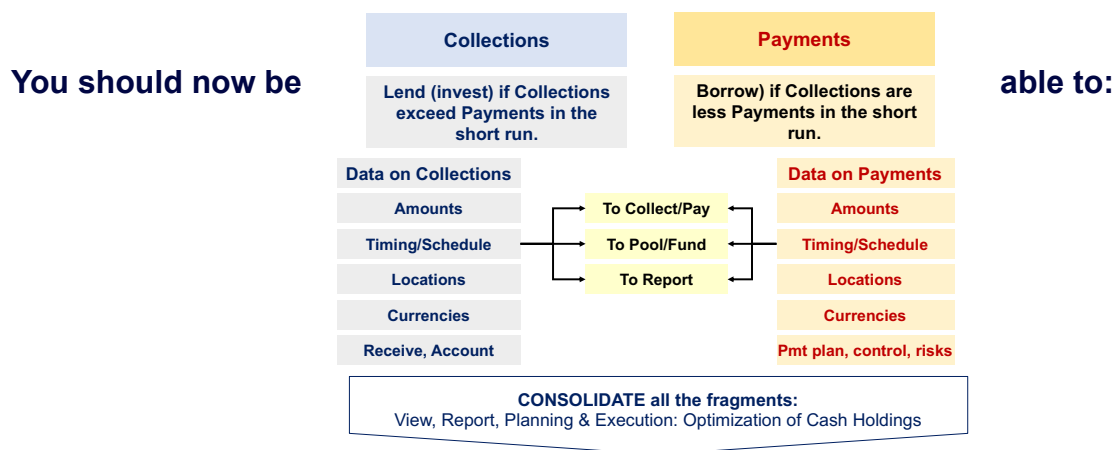 Collections
Payments
You should now be
able to:
Lend (invest) if Collections
exceed Payments in the
short run.
Borrow) if Collections are
less Payments in the short
run.
Data on Collections
Data on Payments
Amounts
To Collect/Pay
Amounts
Timing/Schedule
To Pool/Fund
Timing/Schedule
Locations
To Report
Locations
Currencies
Currencies
Receive, Account
Pmt plan, control, risks
CONSOLIDATE all the fragments:
View, Report, Planning & Execution: Optimization of Cash Holdings